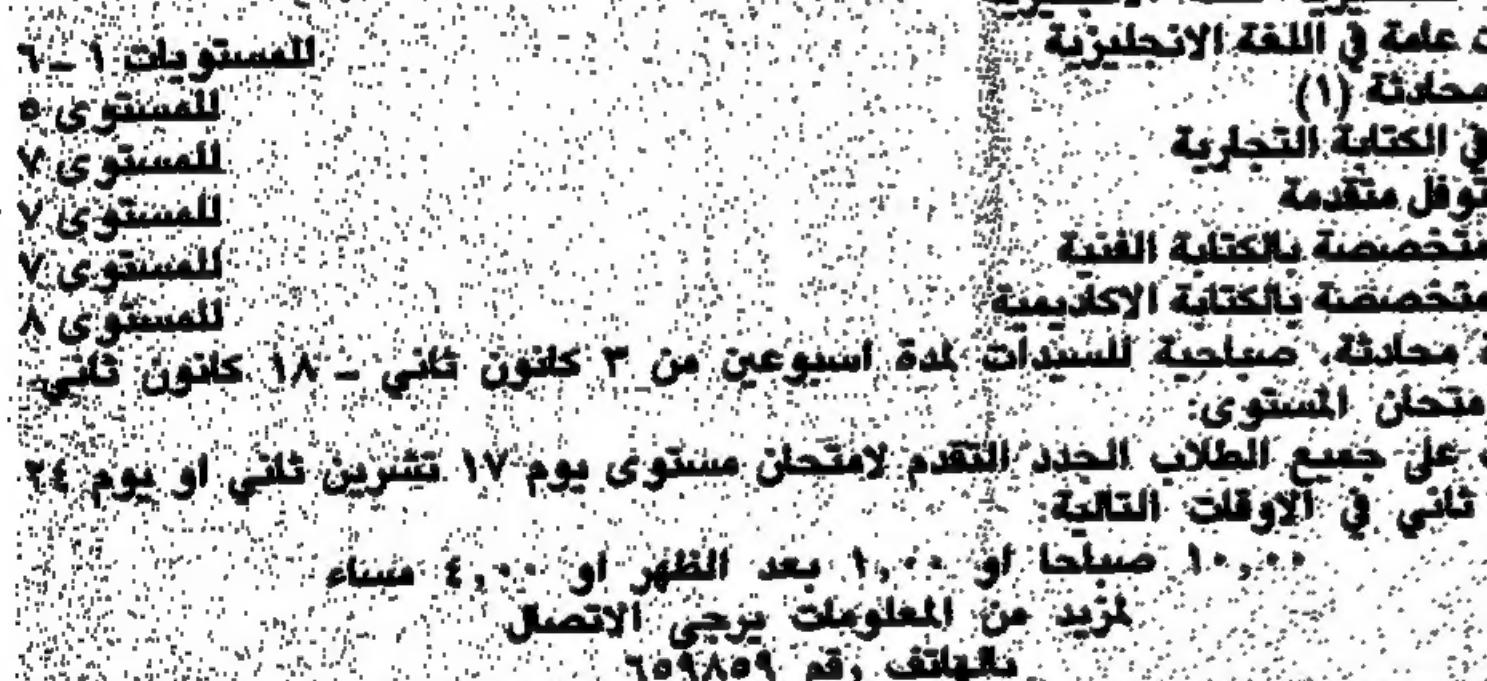 ت عامة في اللغة الانجليزية للمستويات ١ـ٦
محادثة (١) للمستوى ٥
في الكتابة التجارية للمستوى ٧
توفل متقدمة للمستوى ٧
متخصصة بالكتابة الفنية للمستوى ٧
متخصصة بالكتابة الاكاديمية للمستوى ٨
ة محادثة، صباحية للسيدات لمدة اسبوعين من ٣ كانون ثاني ـ ١٨ كانون ثاني.
متحان المستوى:
على جميع الطلاب الجدد التقدم لامتحان مستوى يوم ١٧ تشرين ثاني او يوم ٢٤
ثاني في الاوقات التالية:
١٠,٠٠ صباحا او ١,٠٠ بعد الظهر او ٤,٠٠ مساء
لمزيد من المعلومات يرجى الاتصال
بالهاتف رقم ٦٥٩٨٥٩